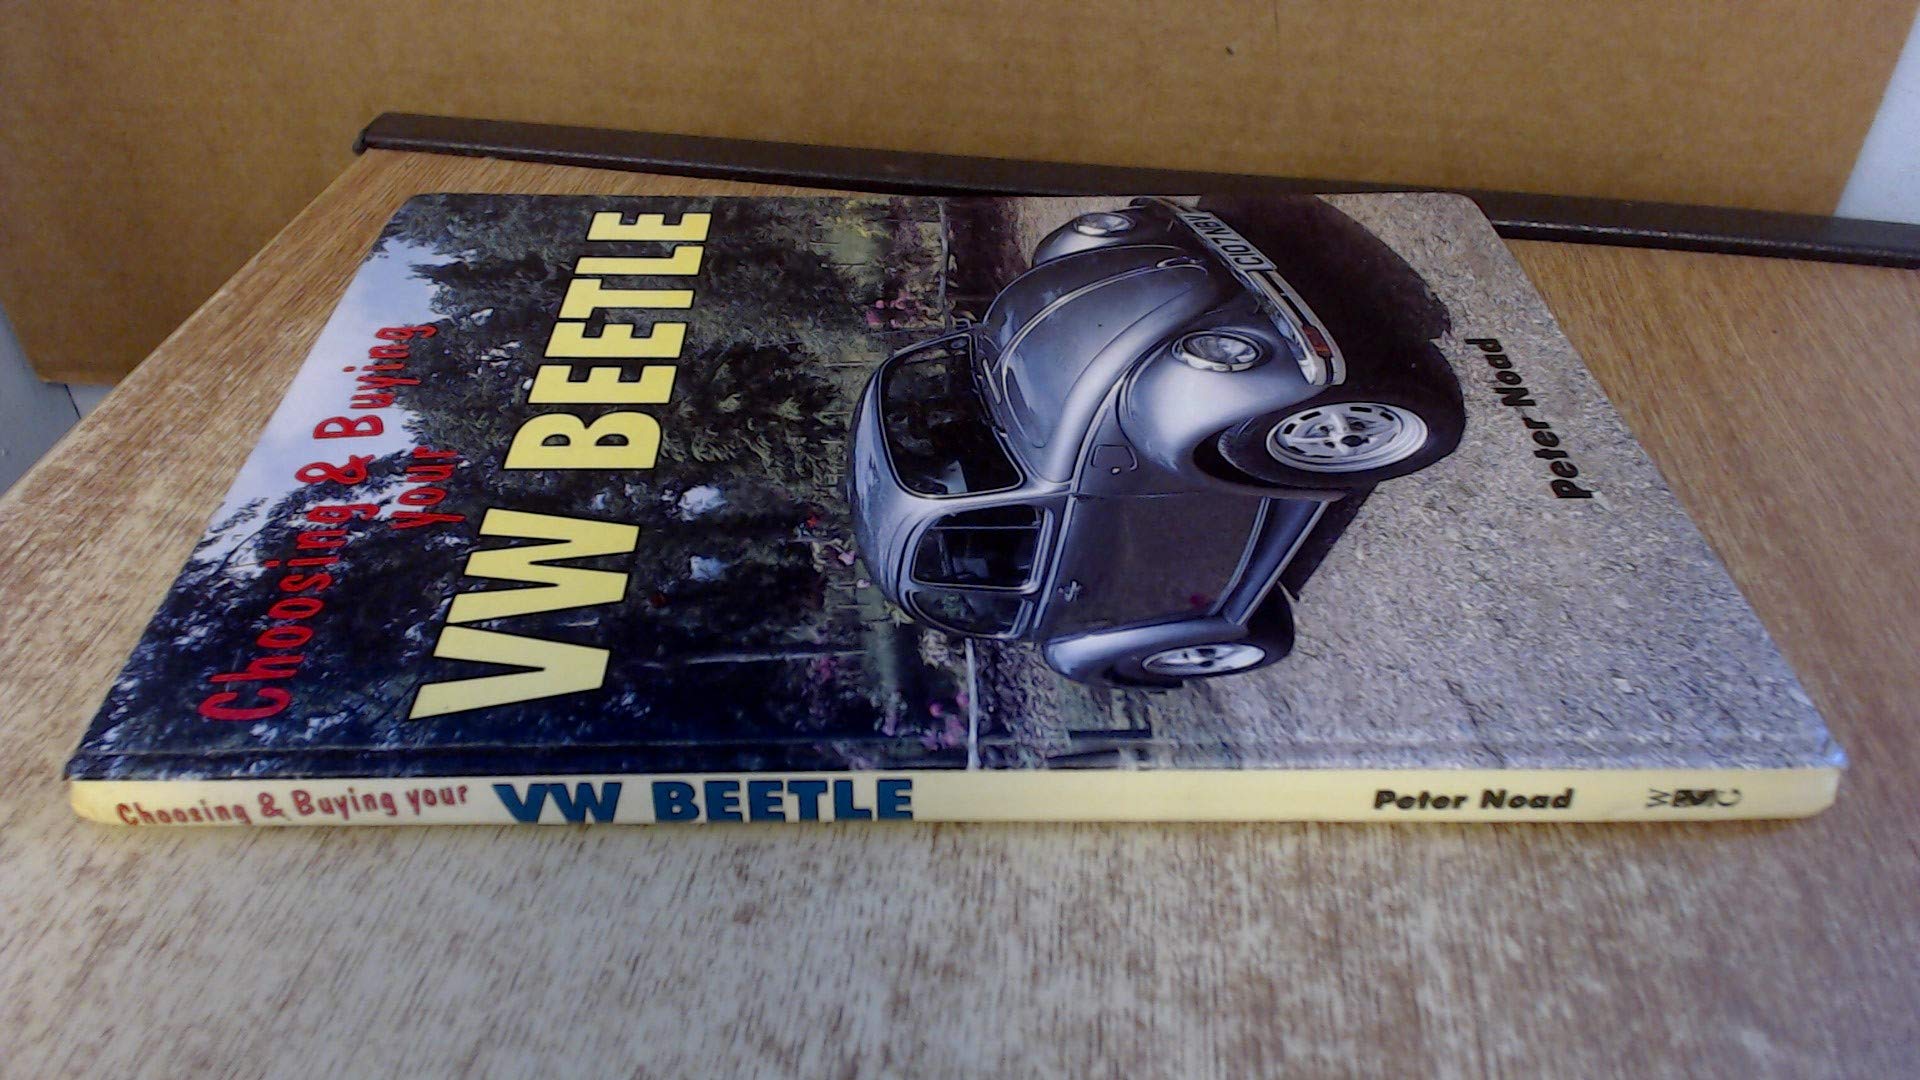 Choosing & Buying
your
VW BEETLE
Peter Noad
Choosing & Buying your VW BEETLE Peter Noad